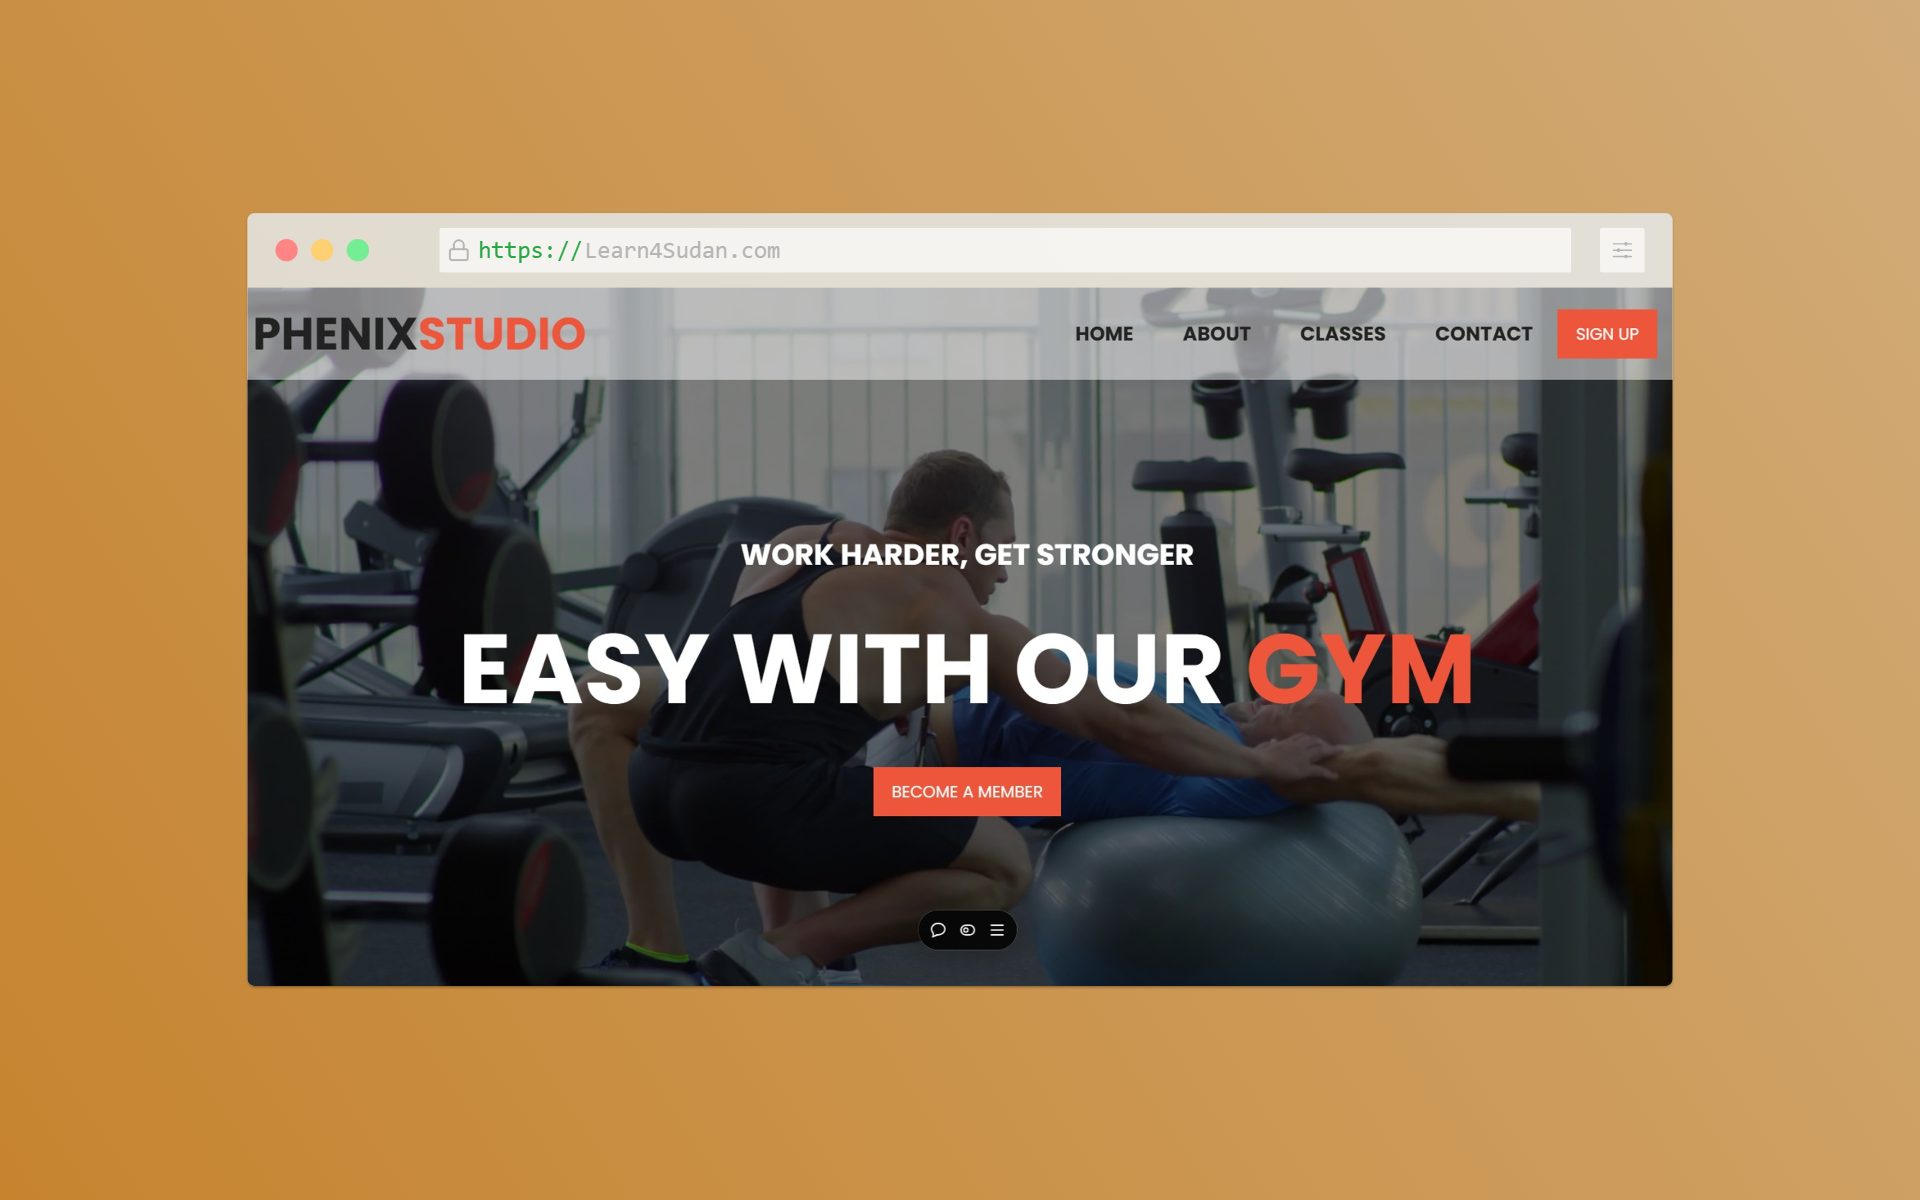 https://Learn4Sudan.com
PHENIXSTUDIO
HOME ABOUT CLASSES CONTACT SIGN UP
WORK HARDER, GET STRONGER
EASY WITH OUR GYM
BECOME A MEMBER